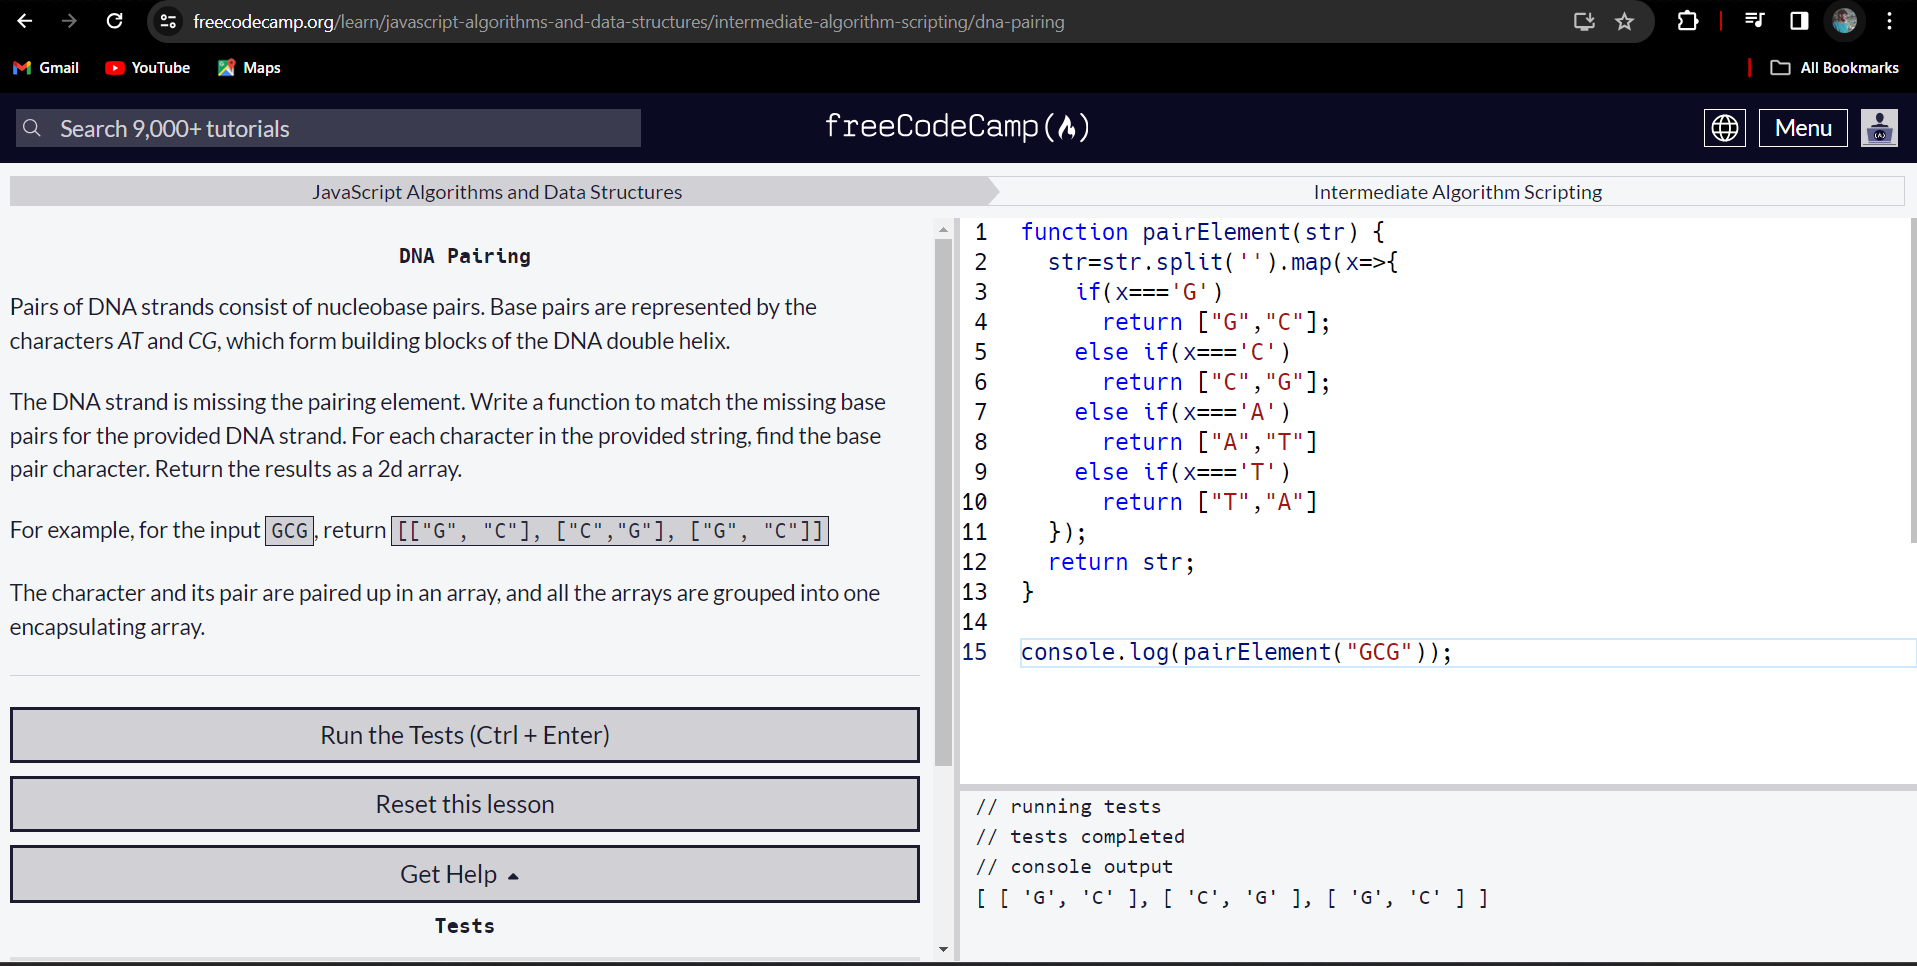 freecodecamp.org/learn/javascript-algorithms-and-data-structures/intermediate-algorithm-scripting/dna-pairing
Gmail YouTube Maps All Bookmarks
Search 9,000+ tutorials freeCodeCamp(🔥) Menu
JavaScript Algorithms and Data Structures Intermediate Algorithm Scripting
DNA Pairing
Pairs of DNA strands consist of nucleobase pairs. Base pairs are represented by the
characters AT and CG, which form building blocks of the DNA double helix.
The DNA strand is missing the pairing element. Write a function to match the missing base
pairs for the provided DNA strand. For each character in the provided string, find the base
pair character. Return the results as a 2d array.
For example, for the input GCG, return [["G", "C"], ["C","G"], ["G", "C"]]
The character and its pair are paired up in an array, and all the arrays are grouped into one
encapsulating array.
Run the Tests (Ctrl + Enter)
Reset this lesson
Get Help
Tests
1 function pairElement(str) {
2 str=str.split('').map(x=>{
3 if(x==='G')
4 return ["G","C"];
5 else if(x==='C')
6 return ["C","G"];
7 else if(x==='A')
8 return ["A","T"]
9 else if(x==='T')
10 return ["T","A"]
11 });
12 return str;
13 }
14
15 console.log(pairElement("GCG"));
// running tests
// tests completed
// console output
[ [ 'G', 'C' ], [ 'C', 'G' ], [ 'G', 'C' ] ]